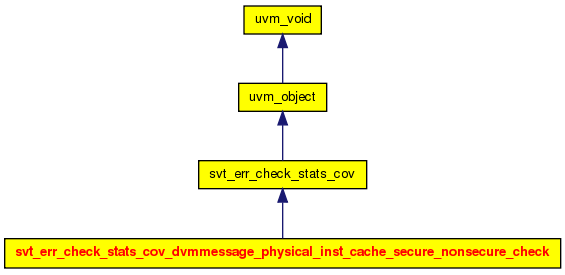 uvm_void
uvm_object
svt_err_check_stats_cov
svt_err_check_stats_cov_dvmmessage_physical_inst_cache_secure_nonsecure_check